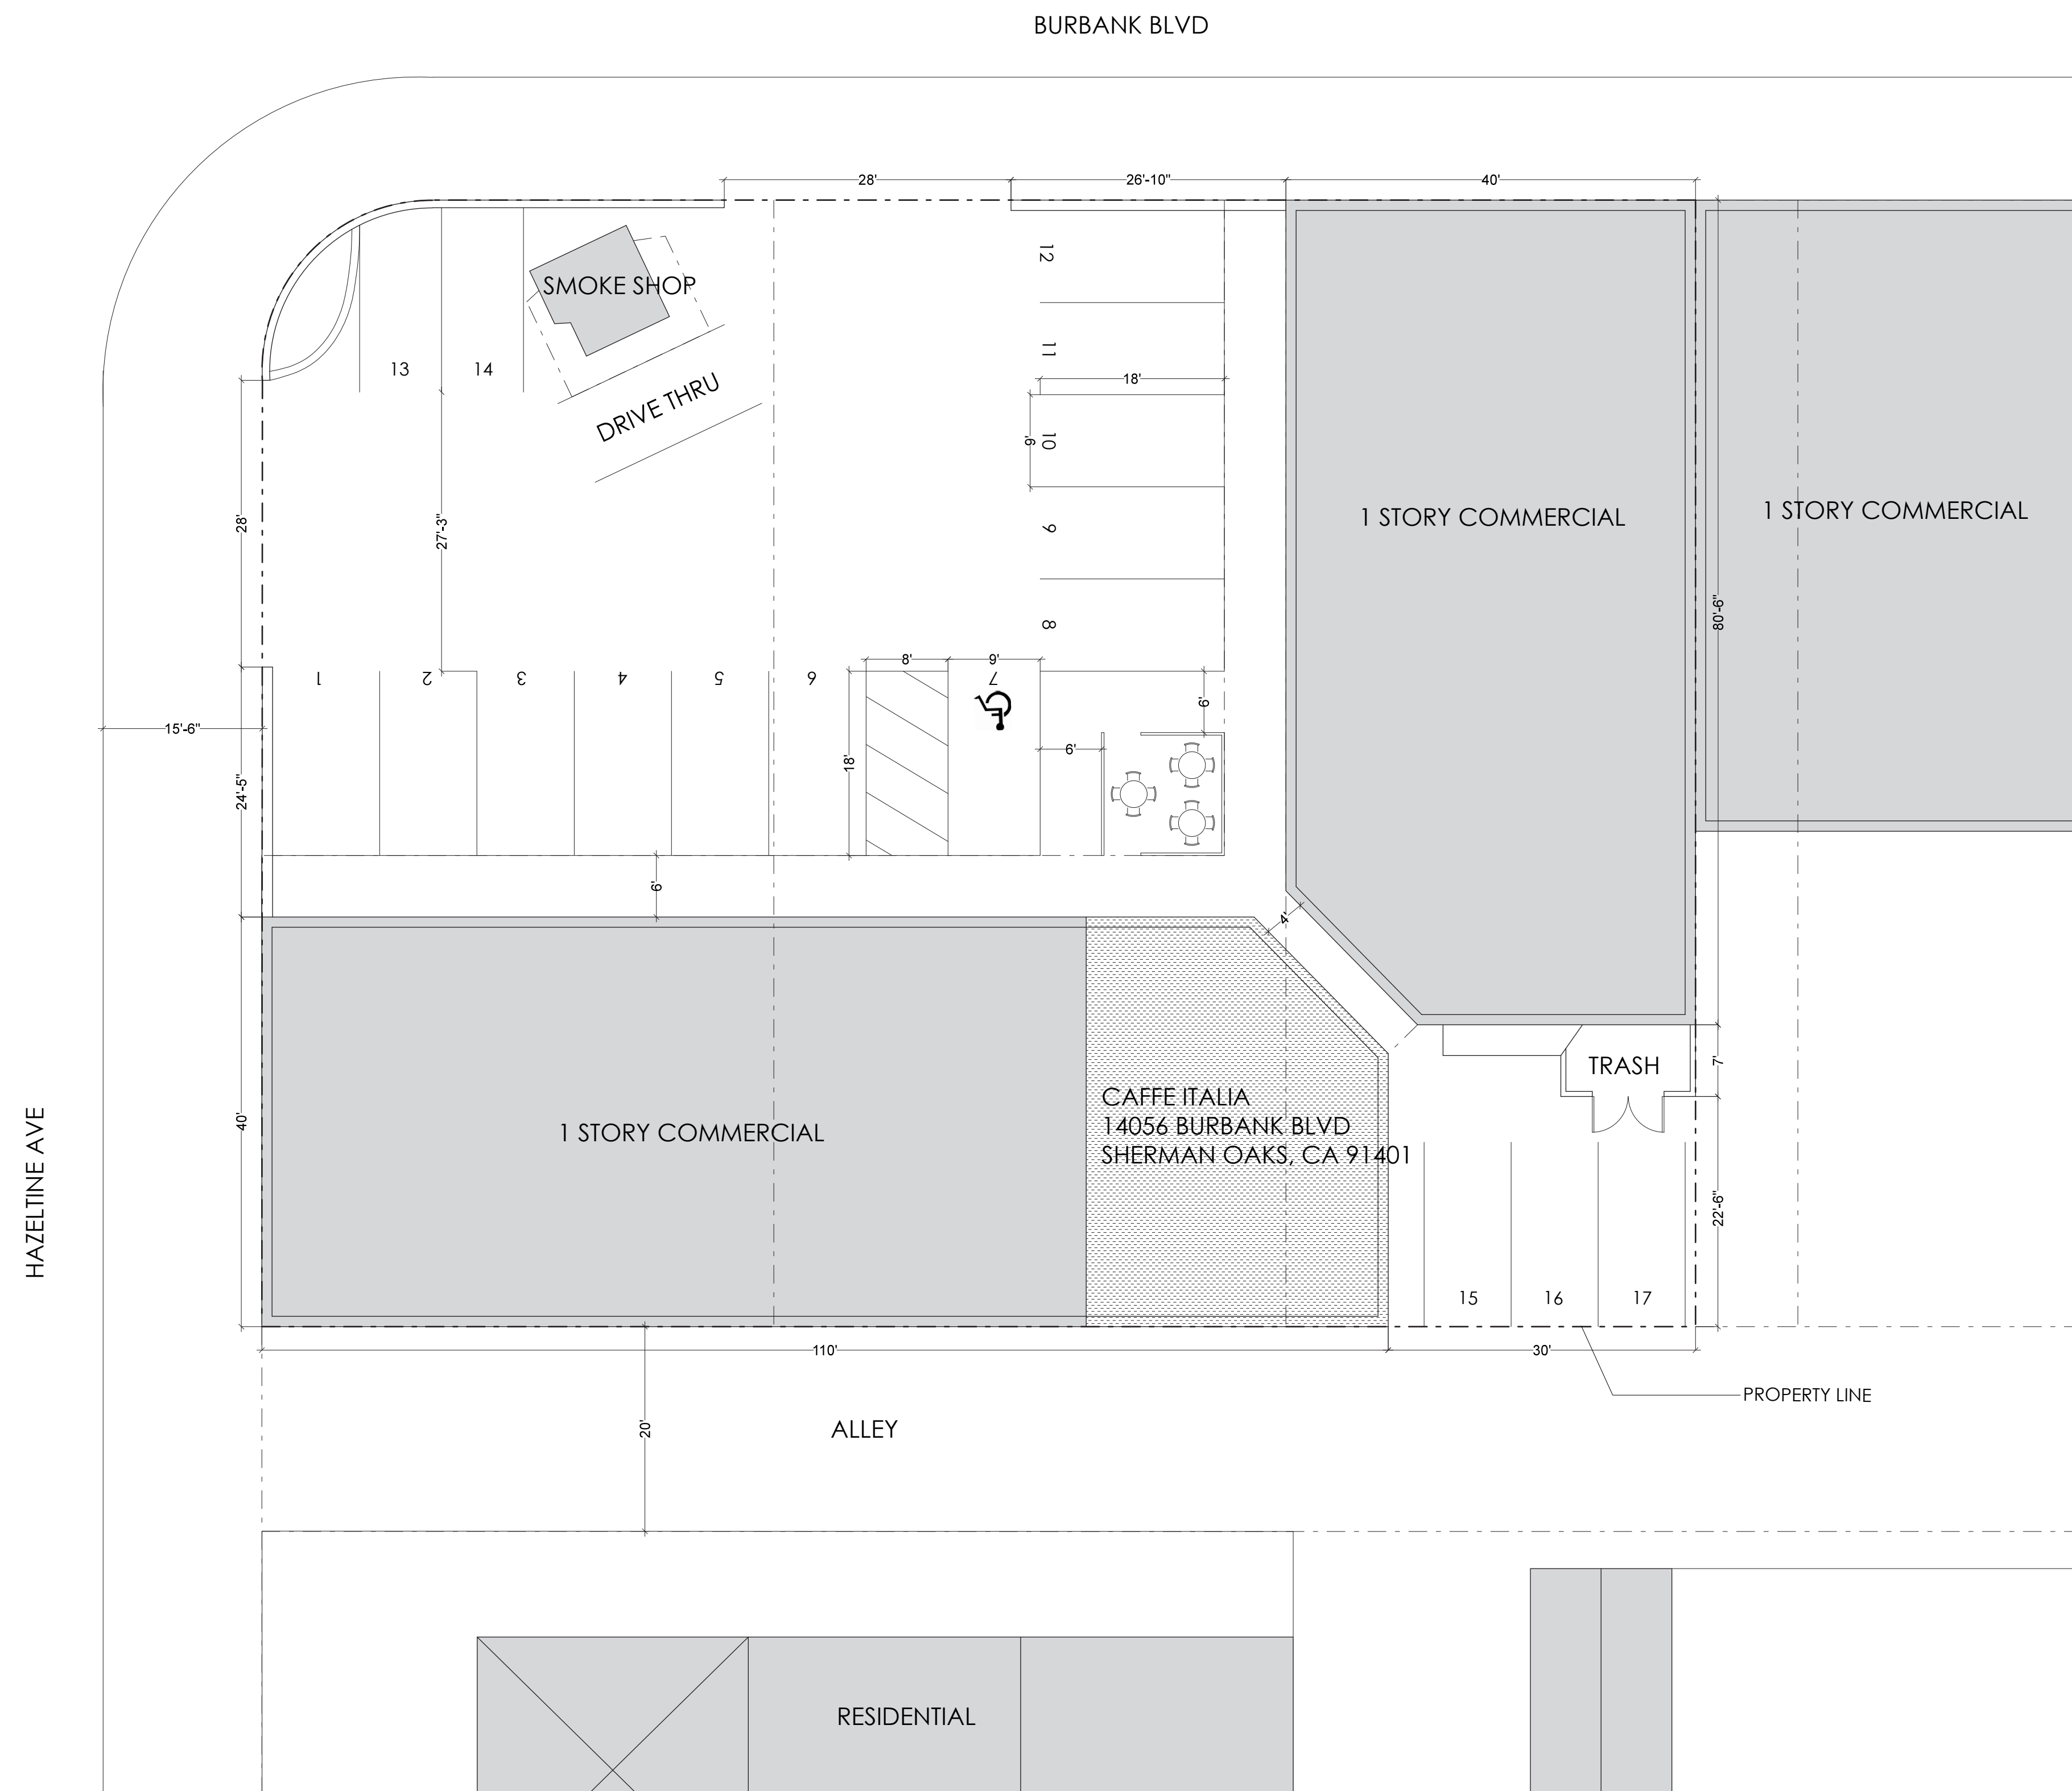 BURBANK BLVD
28'
26'-10"
40'
SMOKE SHOP
12
13
14
11
18'
DRIVE THRU
9'
10
28'
27'-3"
9
1 STORY COMMERCIAL
1 STORY COMMERCIAL
80'-6"
8
8'
9'
1
2
3
4
5
6
7
6'
15'-6"
6'
18'
24'-5"
6'
4'
TRASH
7'
CAFFE ITALIA
14056 BURBANK BLVD
SHERMAN OAKS, CA 91401
40'
1 STORY COMMERCIAL
HAZELTINE AVE
22'-6"
15
16
17
110'
30'
PROPERTY LINE
20'
ALLEY
RESIDENTIAL